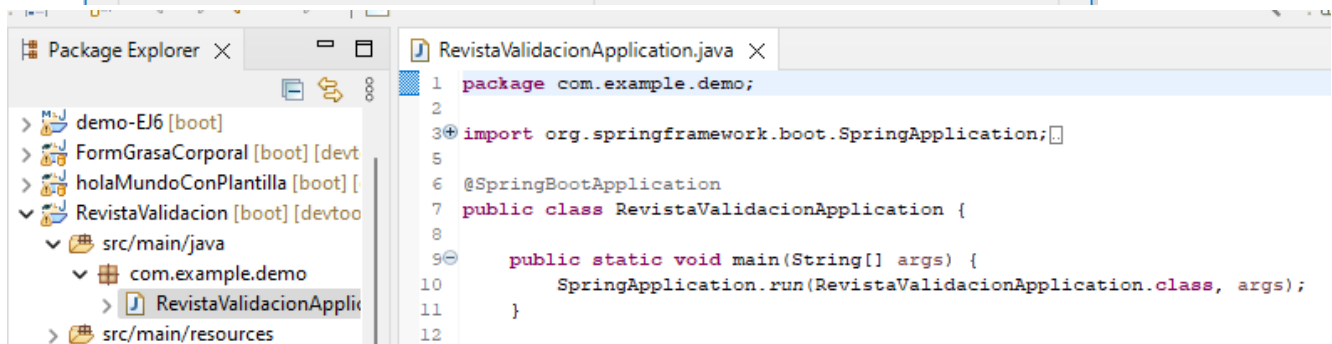 Package Explorer
demo-EJ6 [boot]
FormGrasaCorporal [boot] [devt
holaMundoConPlantilla [boot] [
RevistaValidacion [boot] [devtoo
src/main/java
com.example.demo
RevistaValidacionApplic
src/main/resources
RevistaValidacionApplication.java
1 package com.example.demo;
2
3 import org.springframework.boot.SpringApplication;
5
6 @SpringBootApplication
7 public class RevistaValidacionApplication {
8
9 public static void main(String[] args) {
10 SpringApplication.run(RevistaValidacionApplication.class, args);
11 }
12